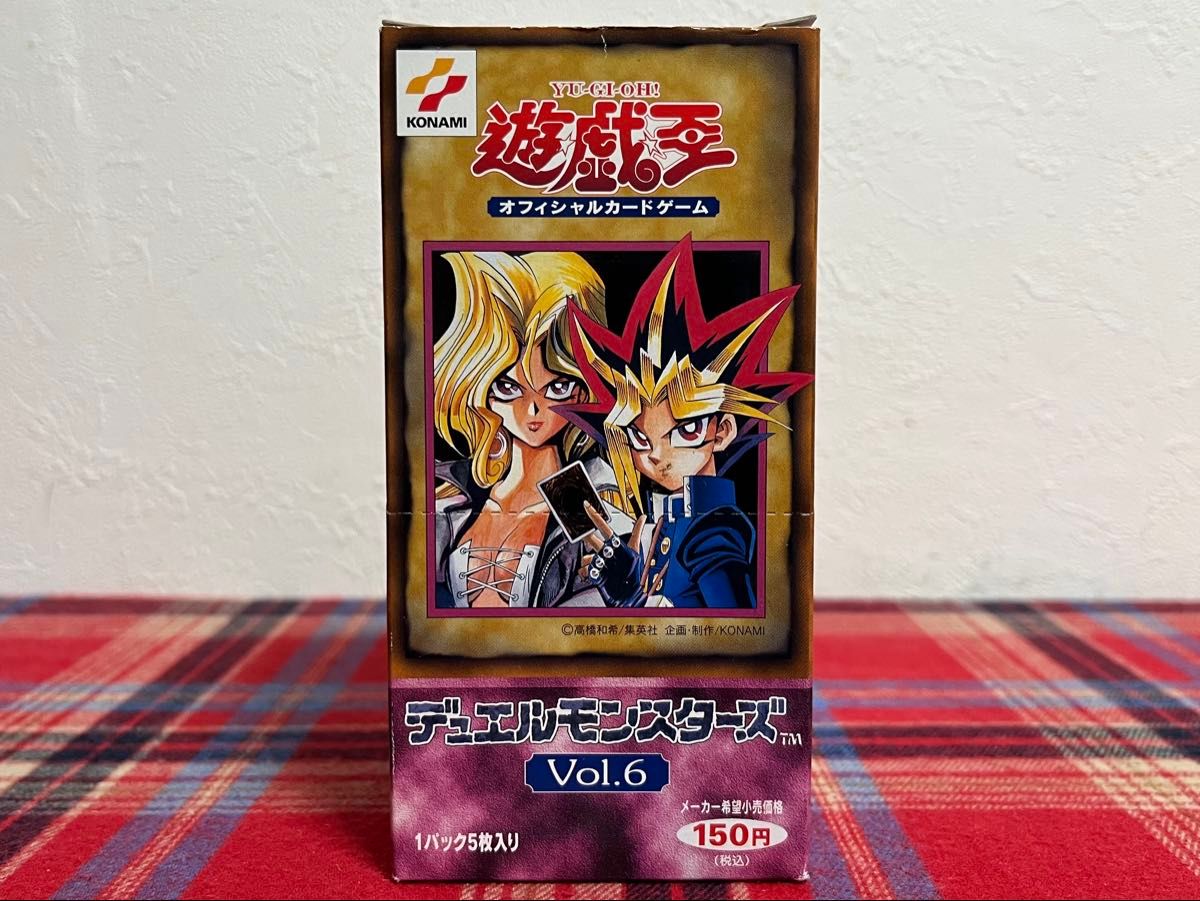 KONAMI
YU-GI-OH!
遊☆戯☆王
オフィシャルカードゲーム
©高橋和希/集英社 企画・制作/KONAMI
デュエルモンスターズ™
Vol.6
メーカー希望小売価格
1パック5枚入り
150円
(税込)